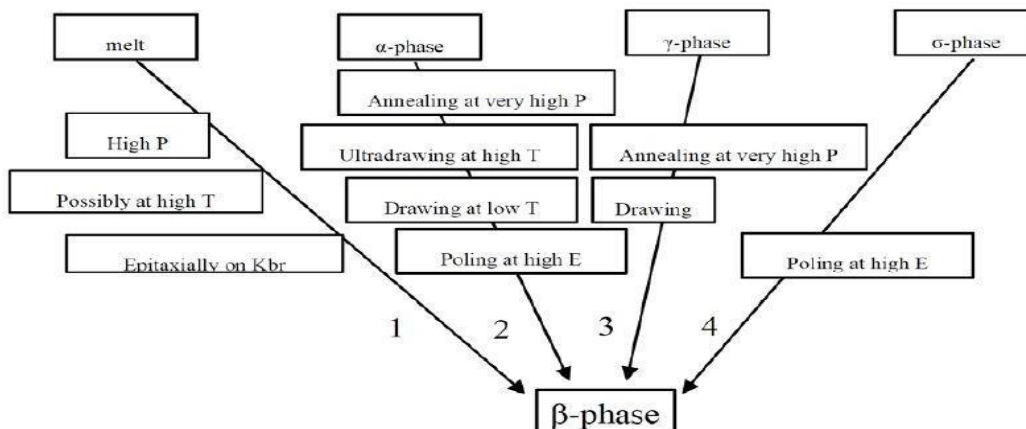 melt
α-phase
γ-phase
σ-phase
Annealing at very high P
High P
Ultradrawing at high T
Annealing at very high P
Possibly at high T
Drawing at low T
Drawing
Epitaxially on Kbr
Poling at high E
Poling at high E
1
2
3
4
β-phase